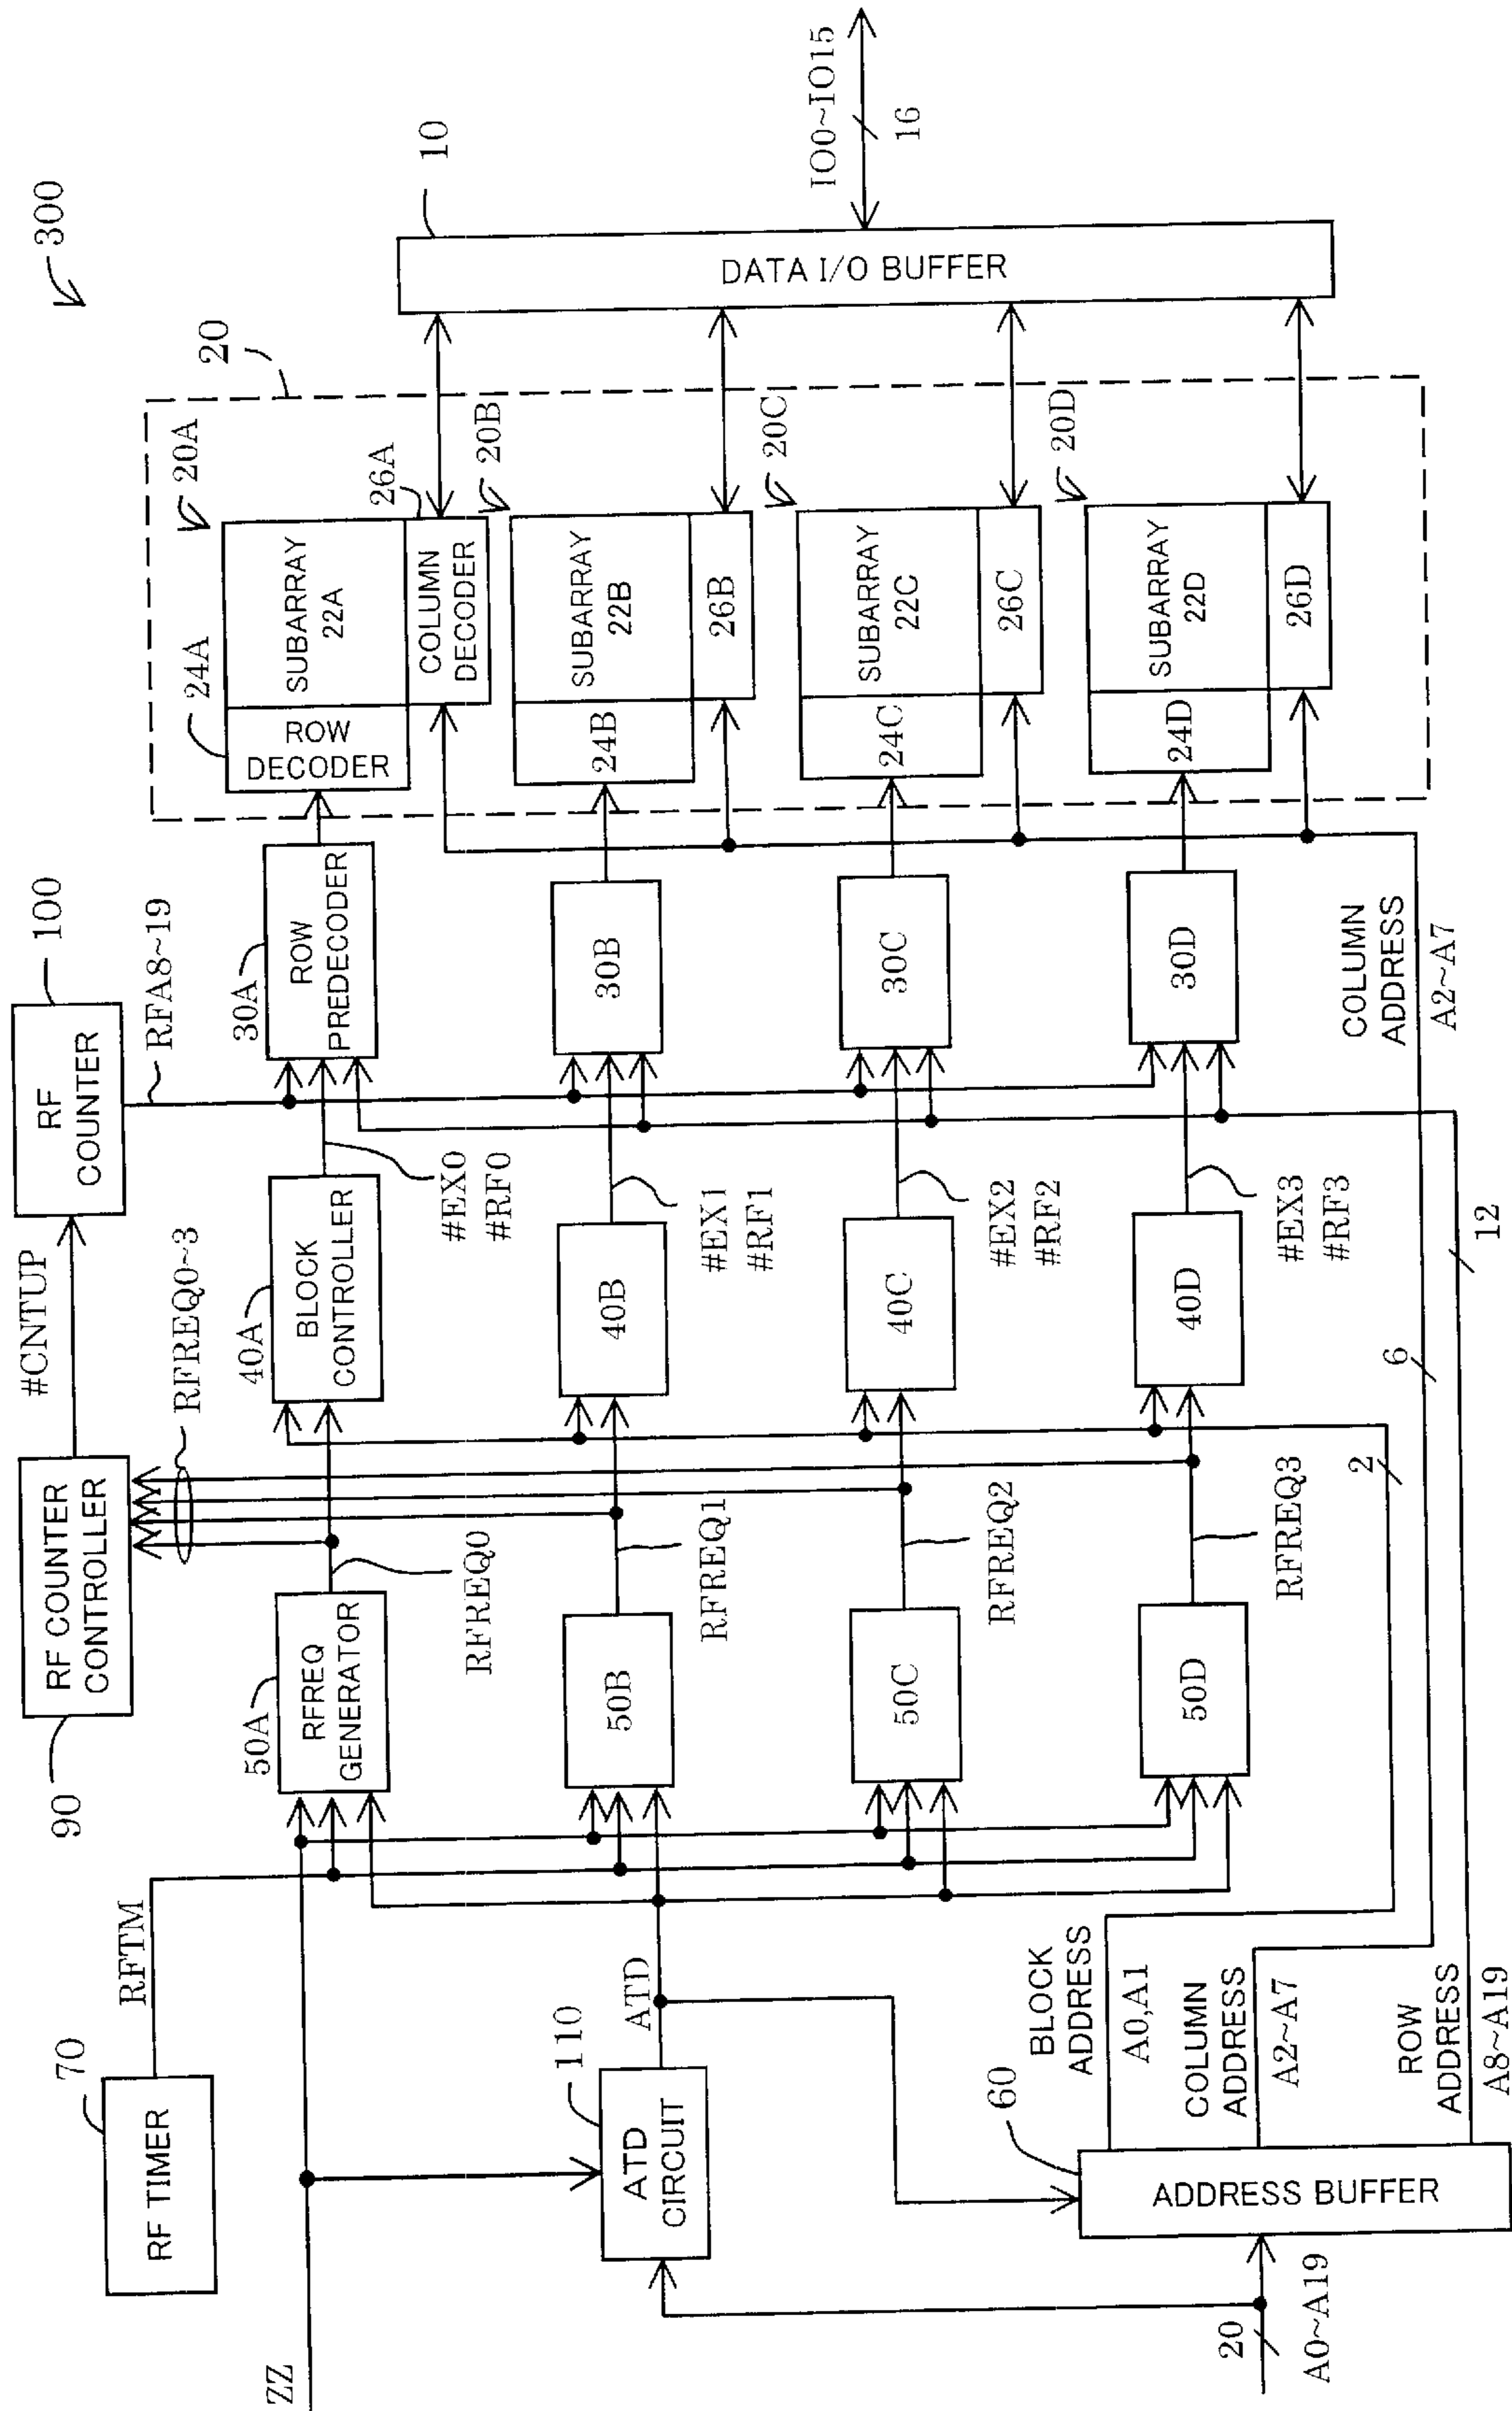 300
RF TIMER
70
RFTM
ZZ
ATD
CIRCUIT
110
ATD
20
A0~A19
ADDRESS BUFFER
60
BLOCK
ADDRESS
A0,A1
COLUMN
ADDRESS
A2~A7
ROW
ADDRESS
A8~A19
RF COUNTER
CONTROLLER
90
#CNTUP
RF
COUNTER
100
RFREQ0~3
RFA8~19
RFREQ
GENERATOR
50A
RFREQ0
BLOCK
CONTROLLER
40A
#EX0
#RF0
ROW
PREDECODER
30A
ROW
DECODER
24A
SUBARRAY
22A
COLUMN
DECODER
26A
20A
20
50B
RFREQ1
40B
#EX1
#RF1
30B
24B
SUBARRAY
22B
26B
20B
50C
RFREQ2
40C
#EX2
#RF2
30C
24C
SUBARRAY
22C
26C
20C
50D
RFREQ3
40D
#EX3
#RF3
30D
24D
SUBARRAY
22D
26D
20D
2
6
12
COLUMN
ADDRESS
A2~A7
DATA I/O BUFFER
10
IO0~IO15
16